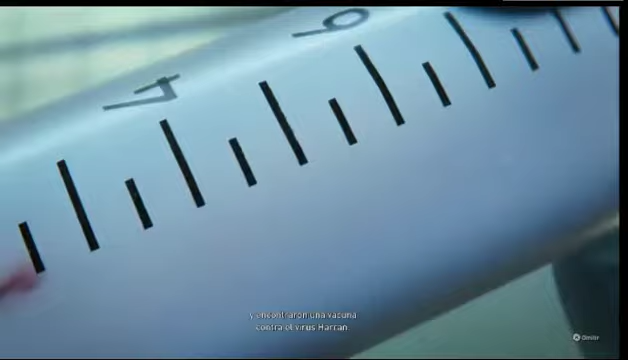 4 6
y encontraron una vacuna
contra el virus Harran
Omitir